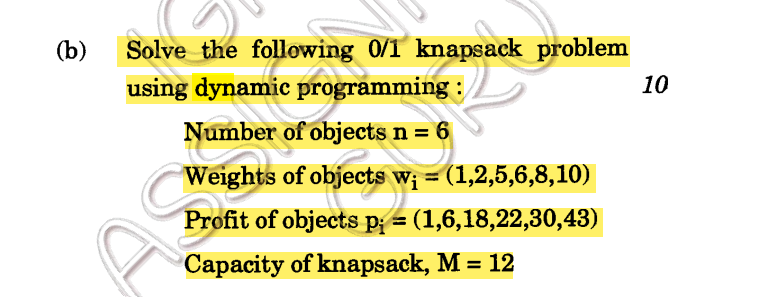 (b) Solve the following 0/1 knapsack problem
using dynamic programming : 10
Number of objects n = 6
Weights of objects wᵢ = (1,2,5,6,8,10)
Profit of objects pᵢ = (1,6,18,22,30,43)
Capacity of knapsack, M = 12
ASSIGNMENT
GURU